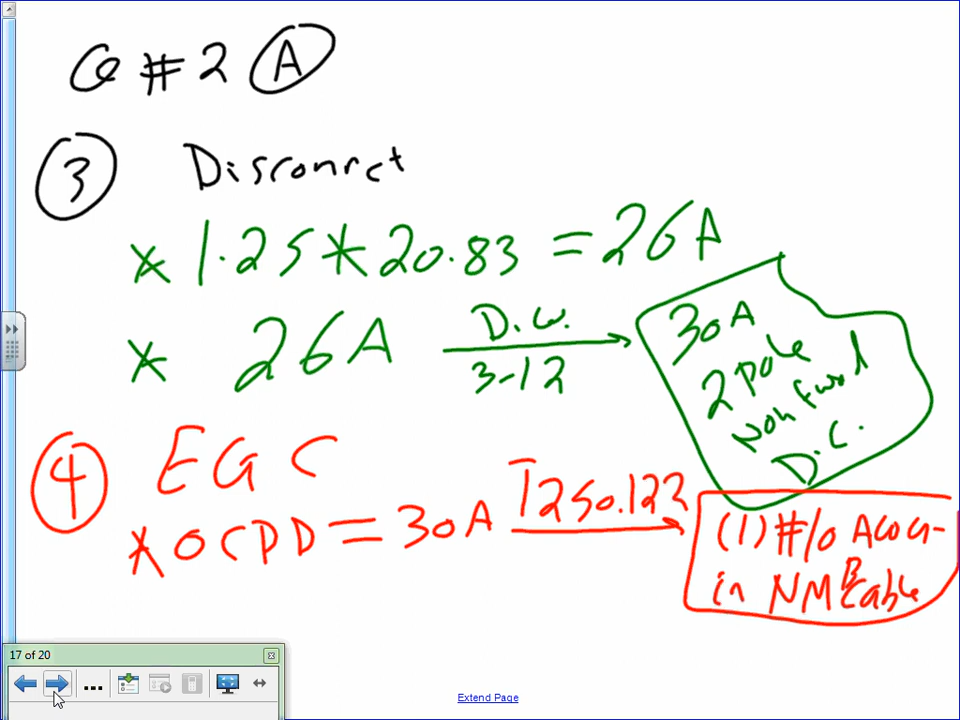 Q #2 A
3 Disconnect
* 1.25 * 20.83 = 26A
* 26A D.W. 3-12
30A
2 pole
non fused
D.C.
4 EGC
* OCPD = 30A T250.122
(1) #10 ACWG
in NMB Cable
17 of 20
Extend Page